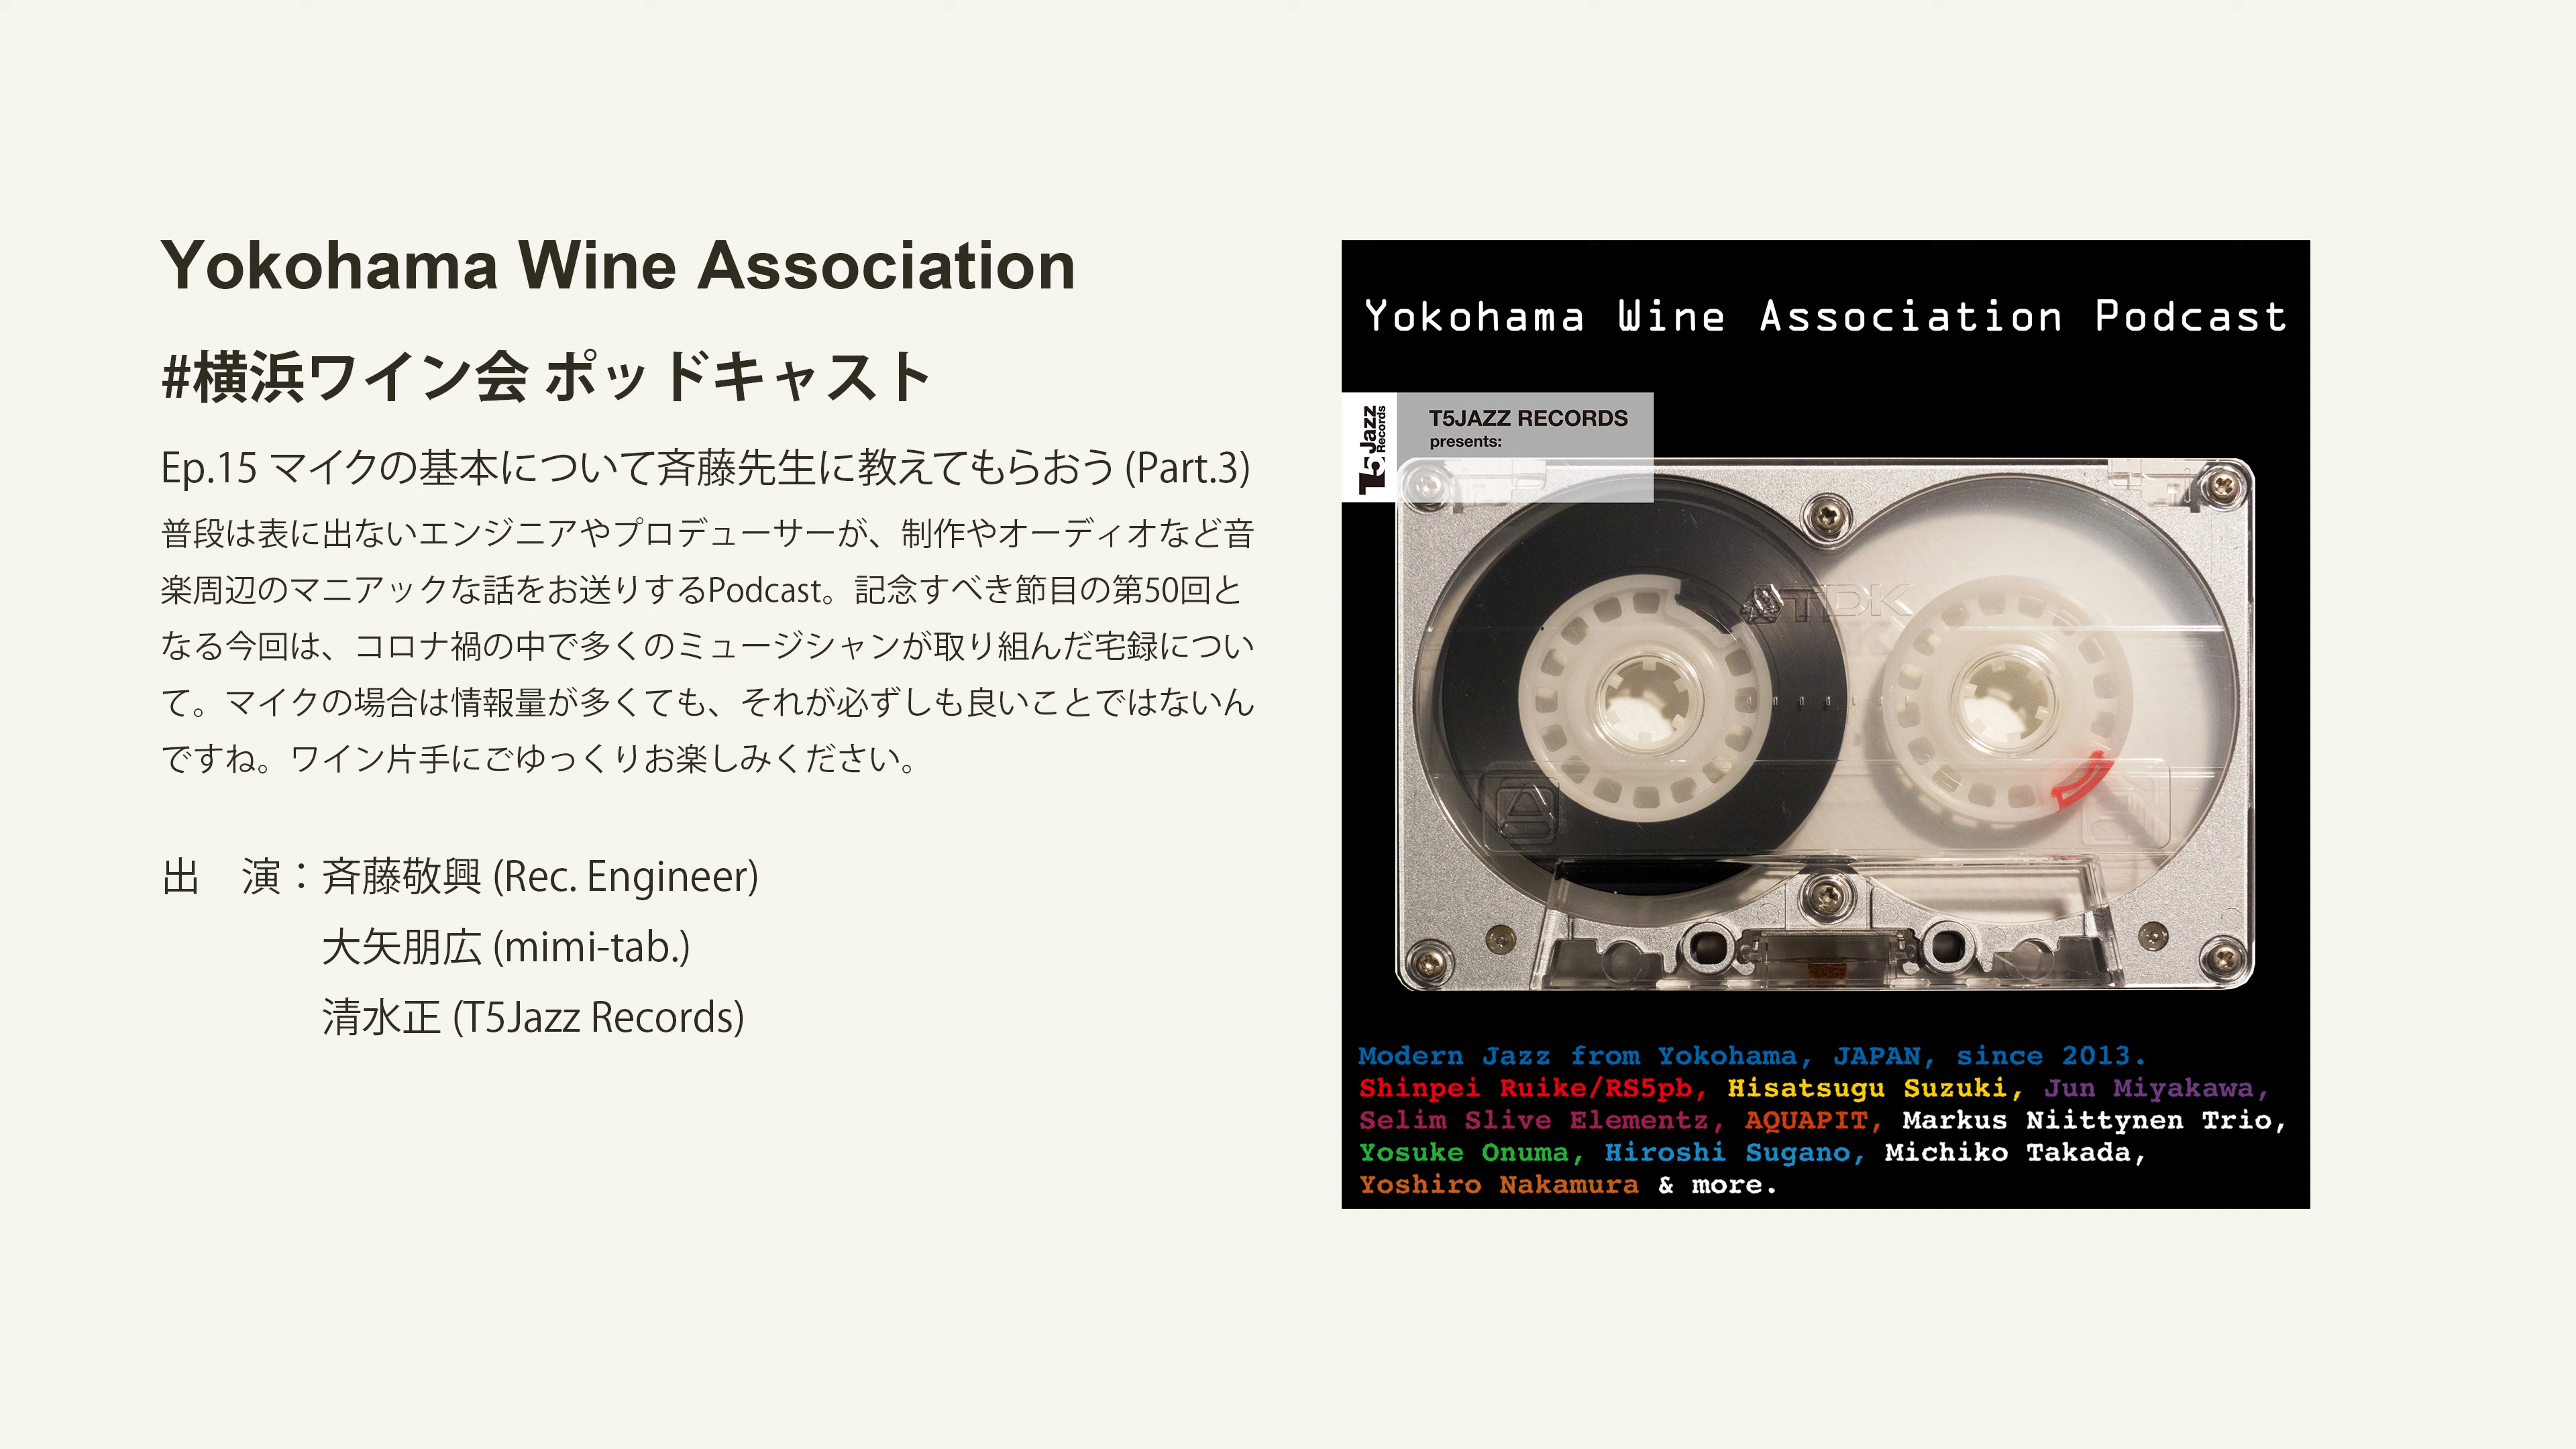 Yokohama Wine Association
#横浜ワイン会 ポッドキャスト
Ep.15 マイクの基本について斉藤先生に教えてもらおう (Part.3)
普段は表に出ないエンジニアやプロデューサーが、制作やオーディオなど音
楽周辺のマニアックな話をお送りするPodcast。記念すべき節目の第50回と
なる今回は、コロナ禍の中で多くのミュージシャンが取り組んだ宅録につい
て。マイクの場合は情報量が多くても、それが必ずしも良いことではないん
ですね。ワイン片手にごゆっくりお楽しみください。
出　演：斉藤敬興 (Rec. Engineer)
大矢朋広 (mimi-tab.)
清水正 (T5Jazz Records)
Yokohama Wine Association Podcast
T5Jazz Records
T5JAZZ RECORDS
presents:
TDK
A
Modern Jazz from Yokohama, JAPAN, since 2013.
Shinpei Ruike/RS5pb, Hisatsugu Suzuki, Jun Miyakawa,
Selim Slive Elementz, AQUAPIT, Markus Niittynen Trio,
Yosuke Onuma, Hiroshi Sugano, Michiko Takada,
Yoshiro Nakamura & more.